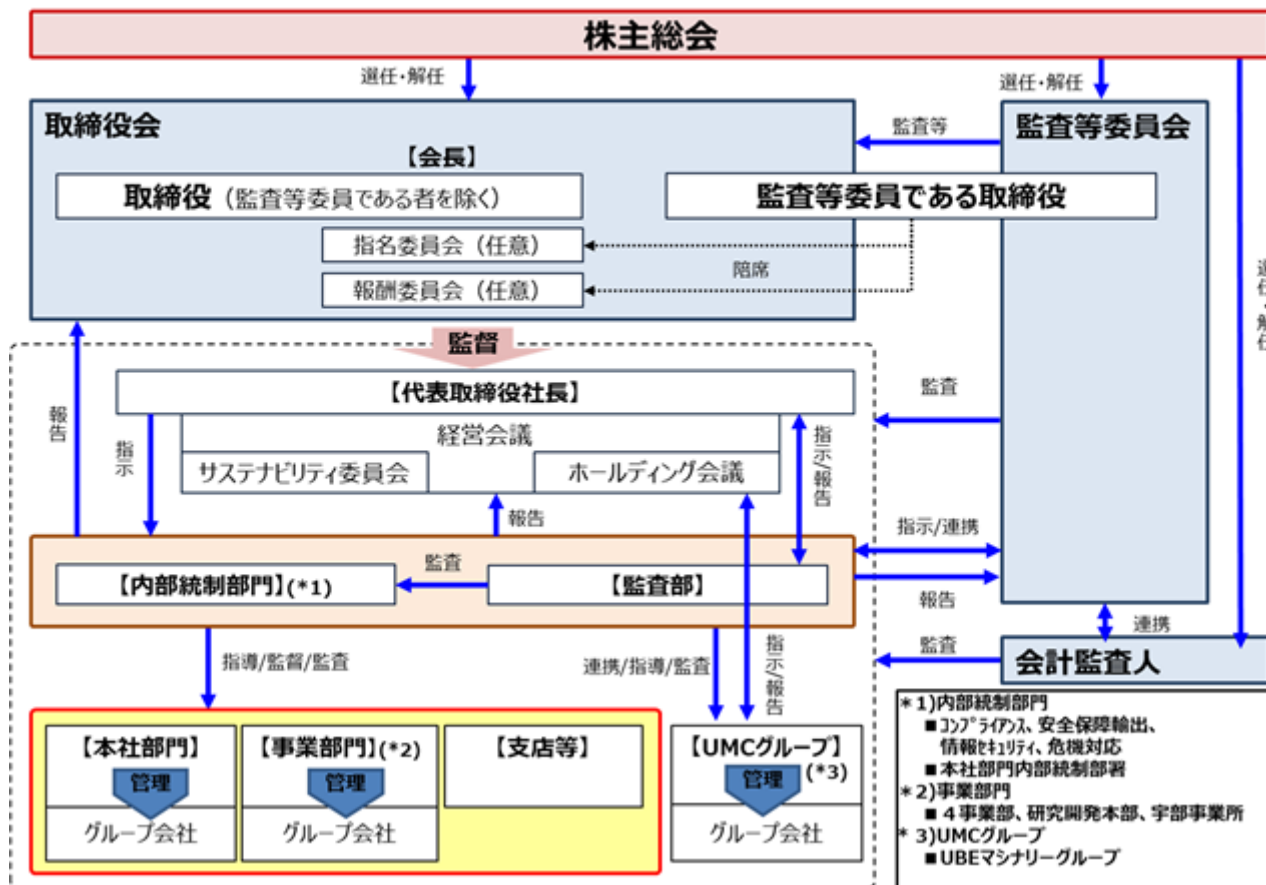 株主総会
選任・解任
選任・解任
取締役会
監査等委員会
監査等
【会長】
取締役（監査等委員である者を除く）
監査等委員である取締役
指名委員会（任意）
陪席
報酬委員会（任意）
選任・解任
監督
【代表取締役社長】
報告
指示
経営会議
指示/報告
監査
サステナビリティ委員会
ホールディング会議
報告
指示/連携
監査
【内部統制部門】(*1)
【監査部】
報告
連携
指導/監督/監査
連携/指導/監査
指示/報告
監査
会計監査人
【本社部門】
【事業部門】(*2)
【支店等】
【UMCグループ】
(*3)
管理
管理
管理
グループ会社
グループ会社
グループ会社
*1)内部統制部門
■コンプライアンス、安全保障輸出、
情報セキュリティ、危機対応
■本社部門内部統制部署
*2)事業部門
■４事業部、研究開発本部、宇部事業所
* 3)UMCグループ
■UBEマシナリーグループ